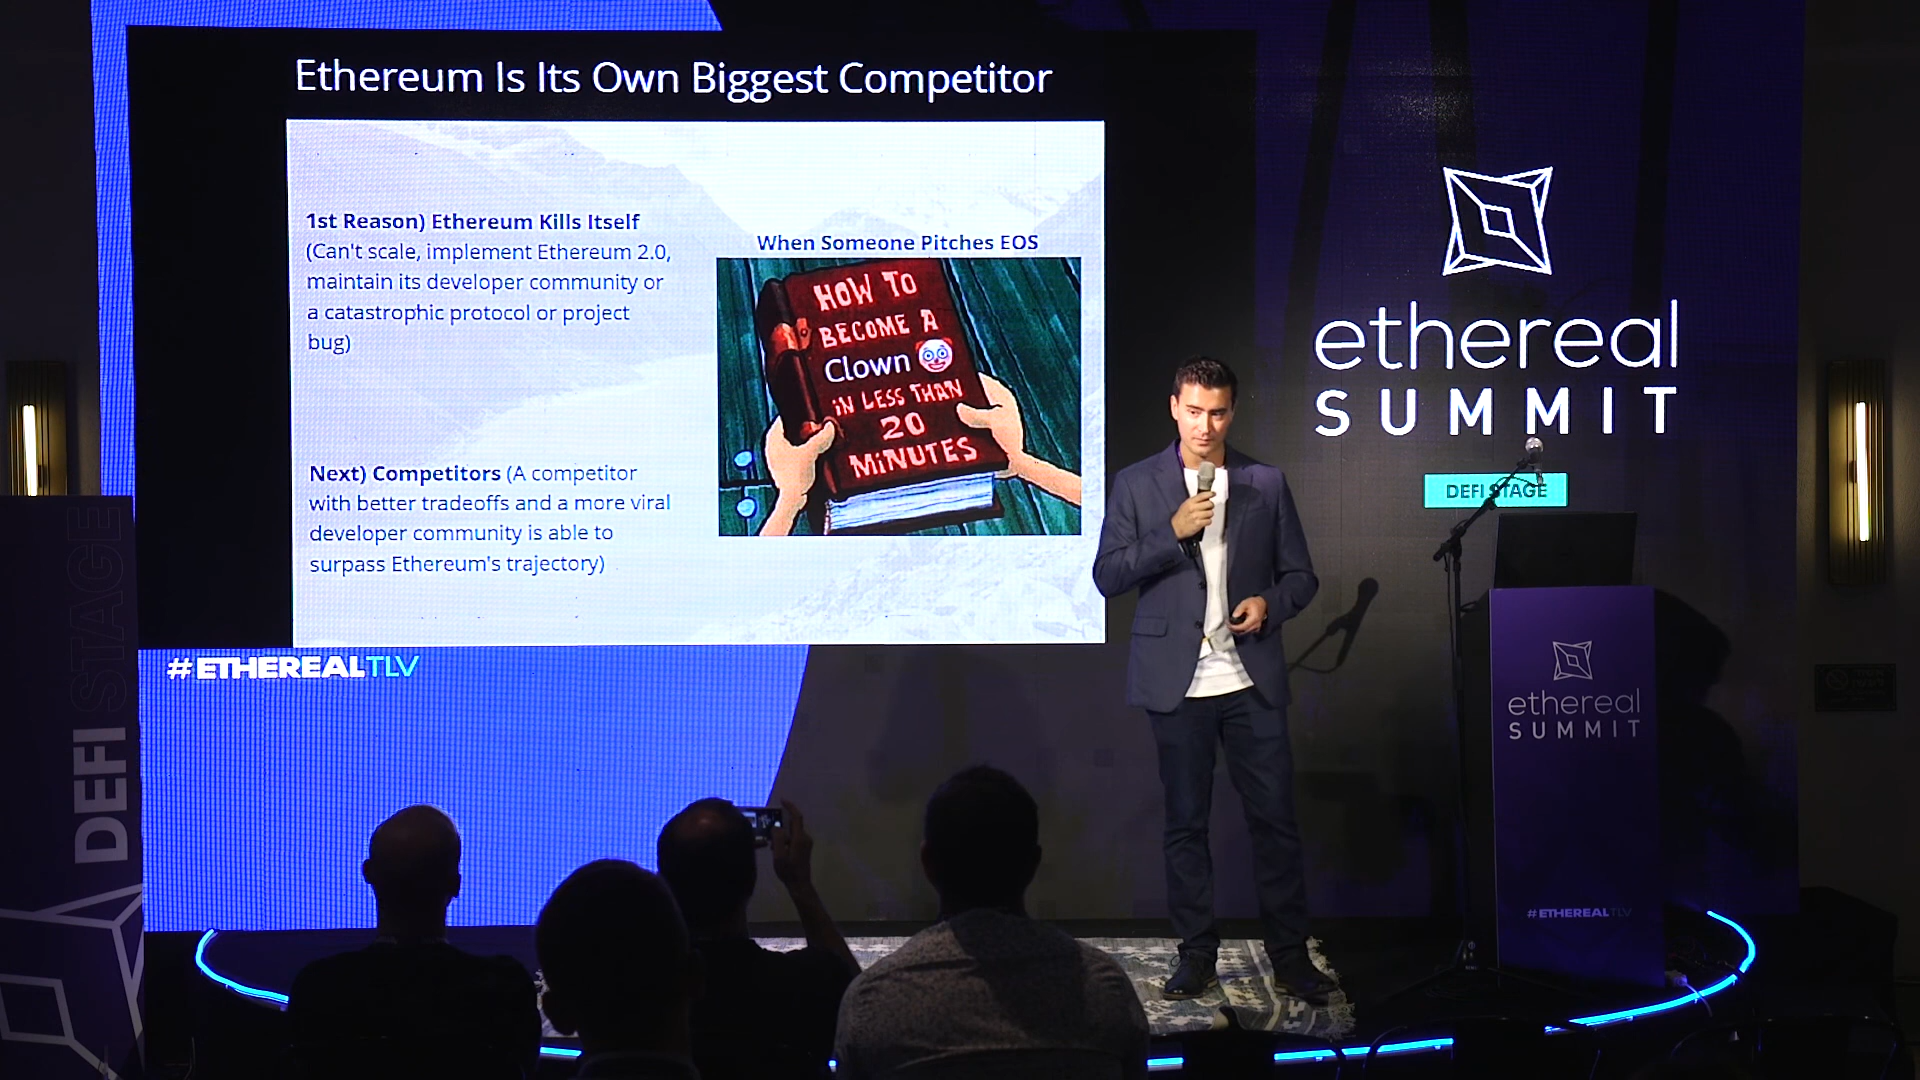 Ethereum Is Its Own Biggest Competitor
1st Reason) Ethereum Kills Itself
(Can't scale, implement Ethereum 2.0,
maintain its developer community or
a catastrophic protocol or project
bug)
Next) Competitors (A competitor
with better tradeoffs and a more viral
developer community is able to
surpass Ethereum's trajectory)
When Someone Pitches EOS
HOW TO
BECOME A
Clown 🤡
IN LESS THAN
20
MINUTES
#ETHEREALTLV
ethereal
SUMMIT
DEFI STAGE
ethereal
SUMMIT
#ETHEREALTLV
DEFI STAGE